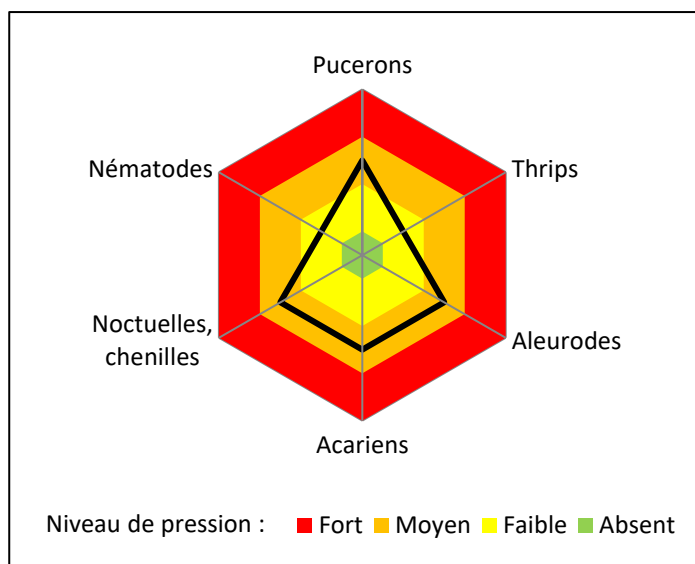 Pucerons
Nématodes
Thrips
Noctuelles,
chenilles
Aleurodes
Acariens
Niveau de pression : Fort Moyen Faible Absent